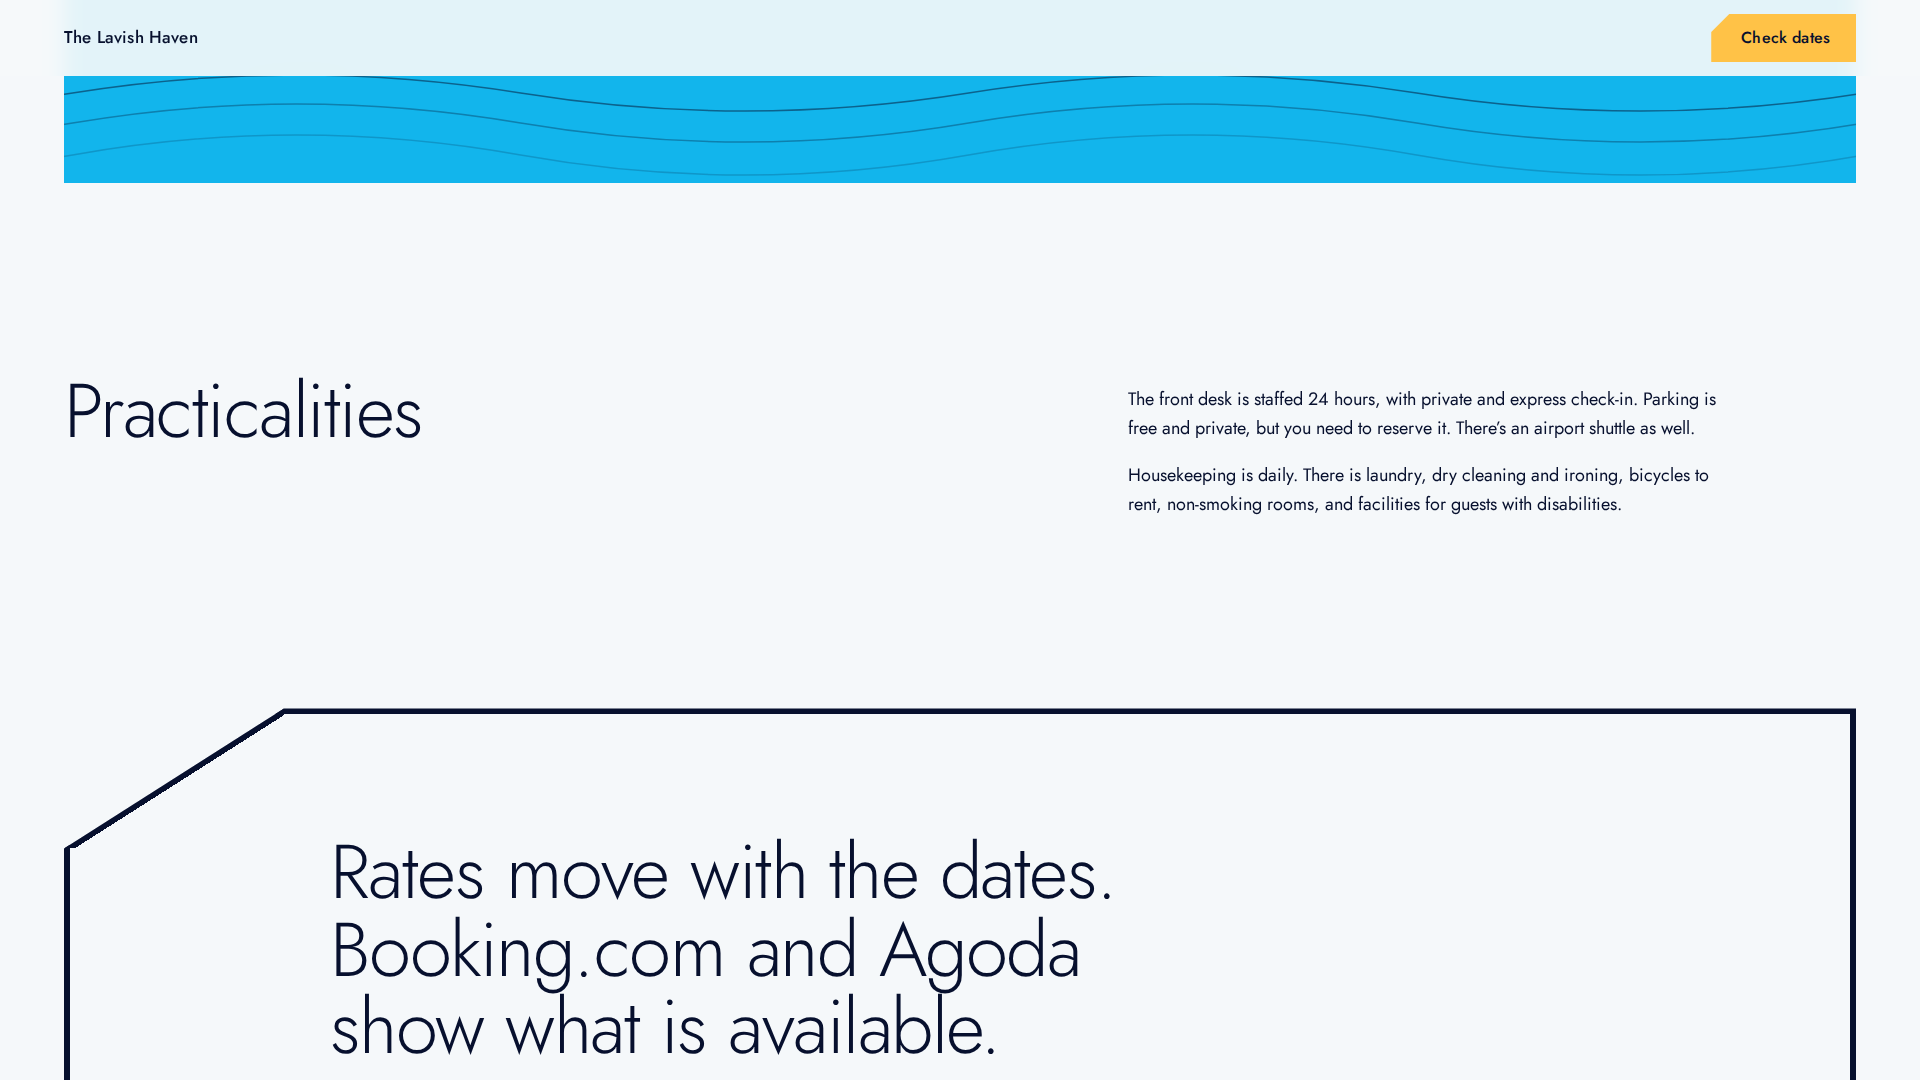 The Lavish Haven
Check dates
Practicalities
The front desk is staffed 24 hours, with private and express check-in. Parking is
free and private, but you need to reserve it. There’s an airport shuttle as well.
Housekeeping is daily. There is laundry, dry cleaning and ironing, bicycles to
rent, non-smoking rooms, and facilities for guests with disabilities.
Rates move with the dates.
Booking.com and Agoda
show what is available.